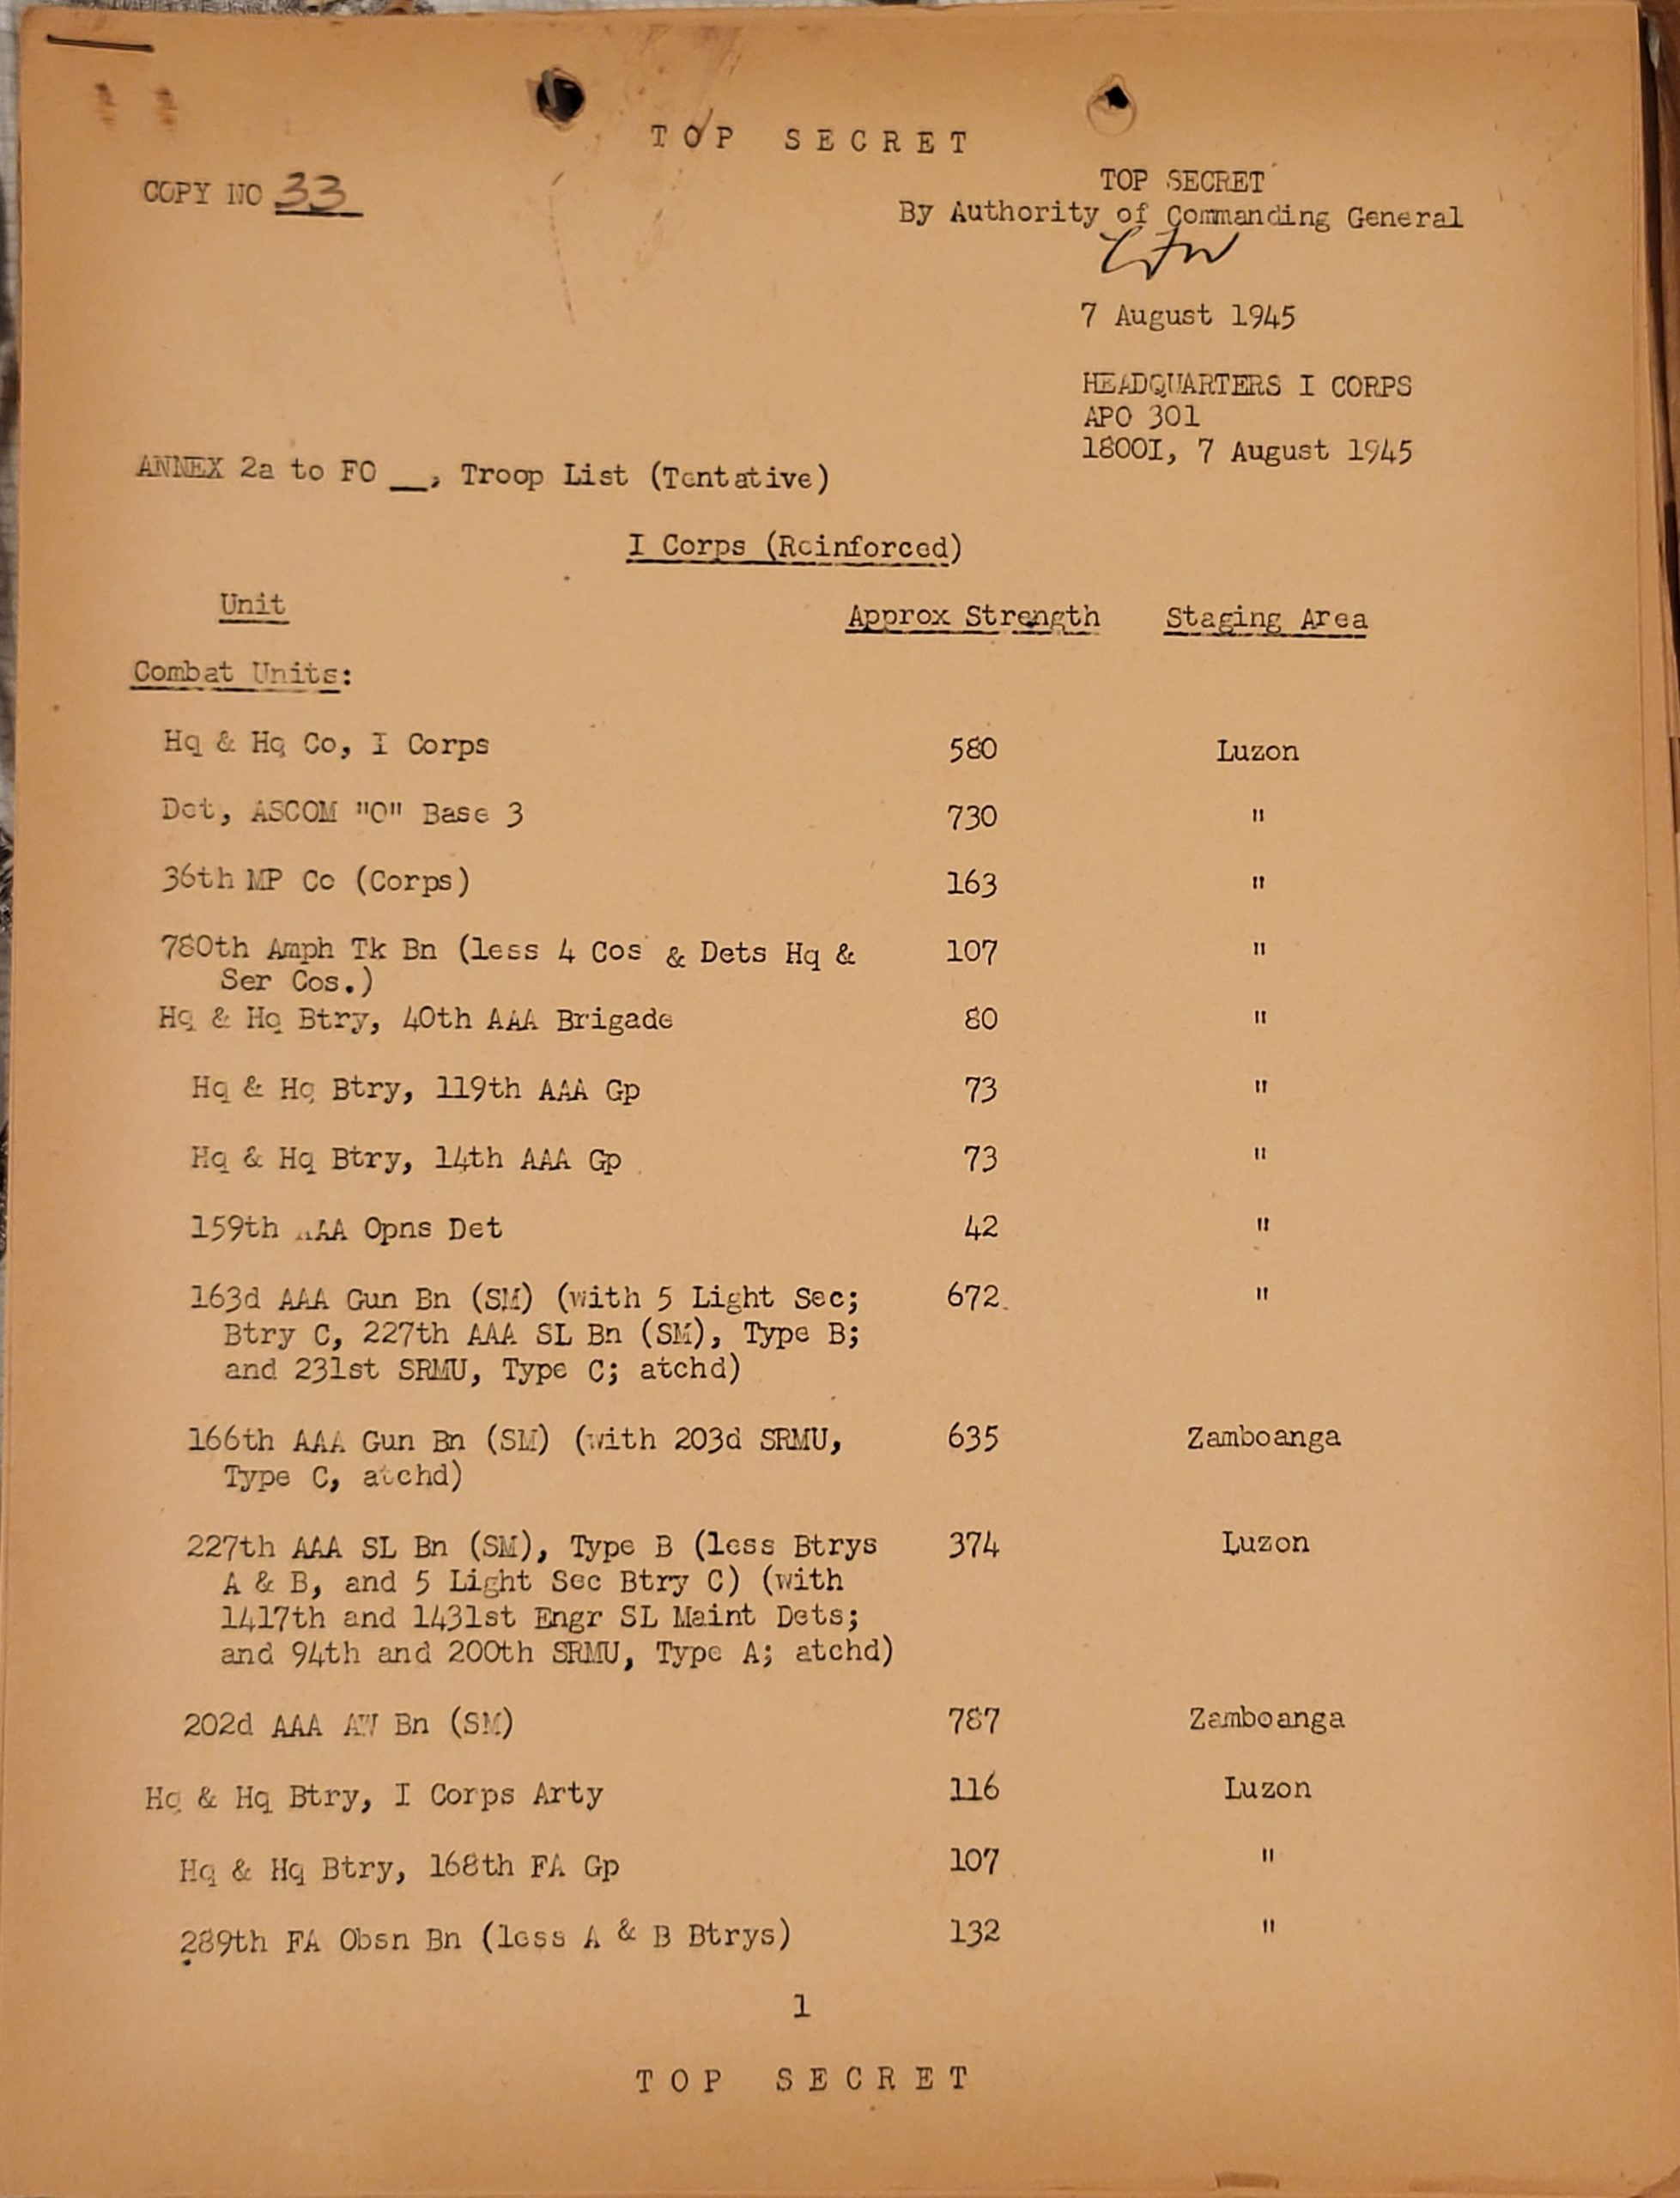 TOP SECRET
COPY NO 33
TOP SECRET
By Authority of Commanding General
7 August 1945
HEADQUARTERS I CORPS
APO 301
1800I, 7 August 1945
ANNEX 2a to FO __, Troop List (Tentative)
I Corps (Reinforced)
Unit Approx Strength Staging Area
Combat Units:
Hq & Hq Co, I Corps 580 Luzon
Det, ASCOM "O" Base 3 730 "
36th MP Co (Corps) 163 "
780th Amph Tk Bn (less 4 Cos & Dets Hq & 107 "
Ser Cos.)
Hq & Hq Btry, 40th AAA Brigade 80 "
Hq & Hq Btry, 119th AAA Gp 73 "
Hq & Hq Btry, 14th AAA Gp 73 "
159th AAA Opns Det 42 "
163d AAA Gun Bn (SM) (with 5 Light Sec; 672 "
Btry C, 227th AAA SL Bn (SM), Type B;
and 231st SRMU, Type C; atchd)
166th AAA Gun Bn (SM) (with 203d SRMU, 635 Zamboanga
Type C, atchd)
227th AAA SL Bn (SM), Type B (less Btrys 374 Luzon
A & B, and 5 Light Sec Btry C) (with
1417th and 1431st Engr SL Maint Dets;
and 94th and 200th SRMU, Type A; atchd)
202d AAA AW Bn (SM) 787 Zamboanga
Hq & Hq Btry, I Corps Arty 116 Luzon
Hq & Hq Btry, 168th FA Gp 107 "
289th FA Obsn Bn (less A & B Btrys) 132 "
1
TOP SECRET